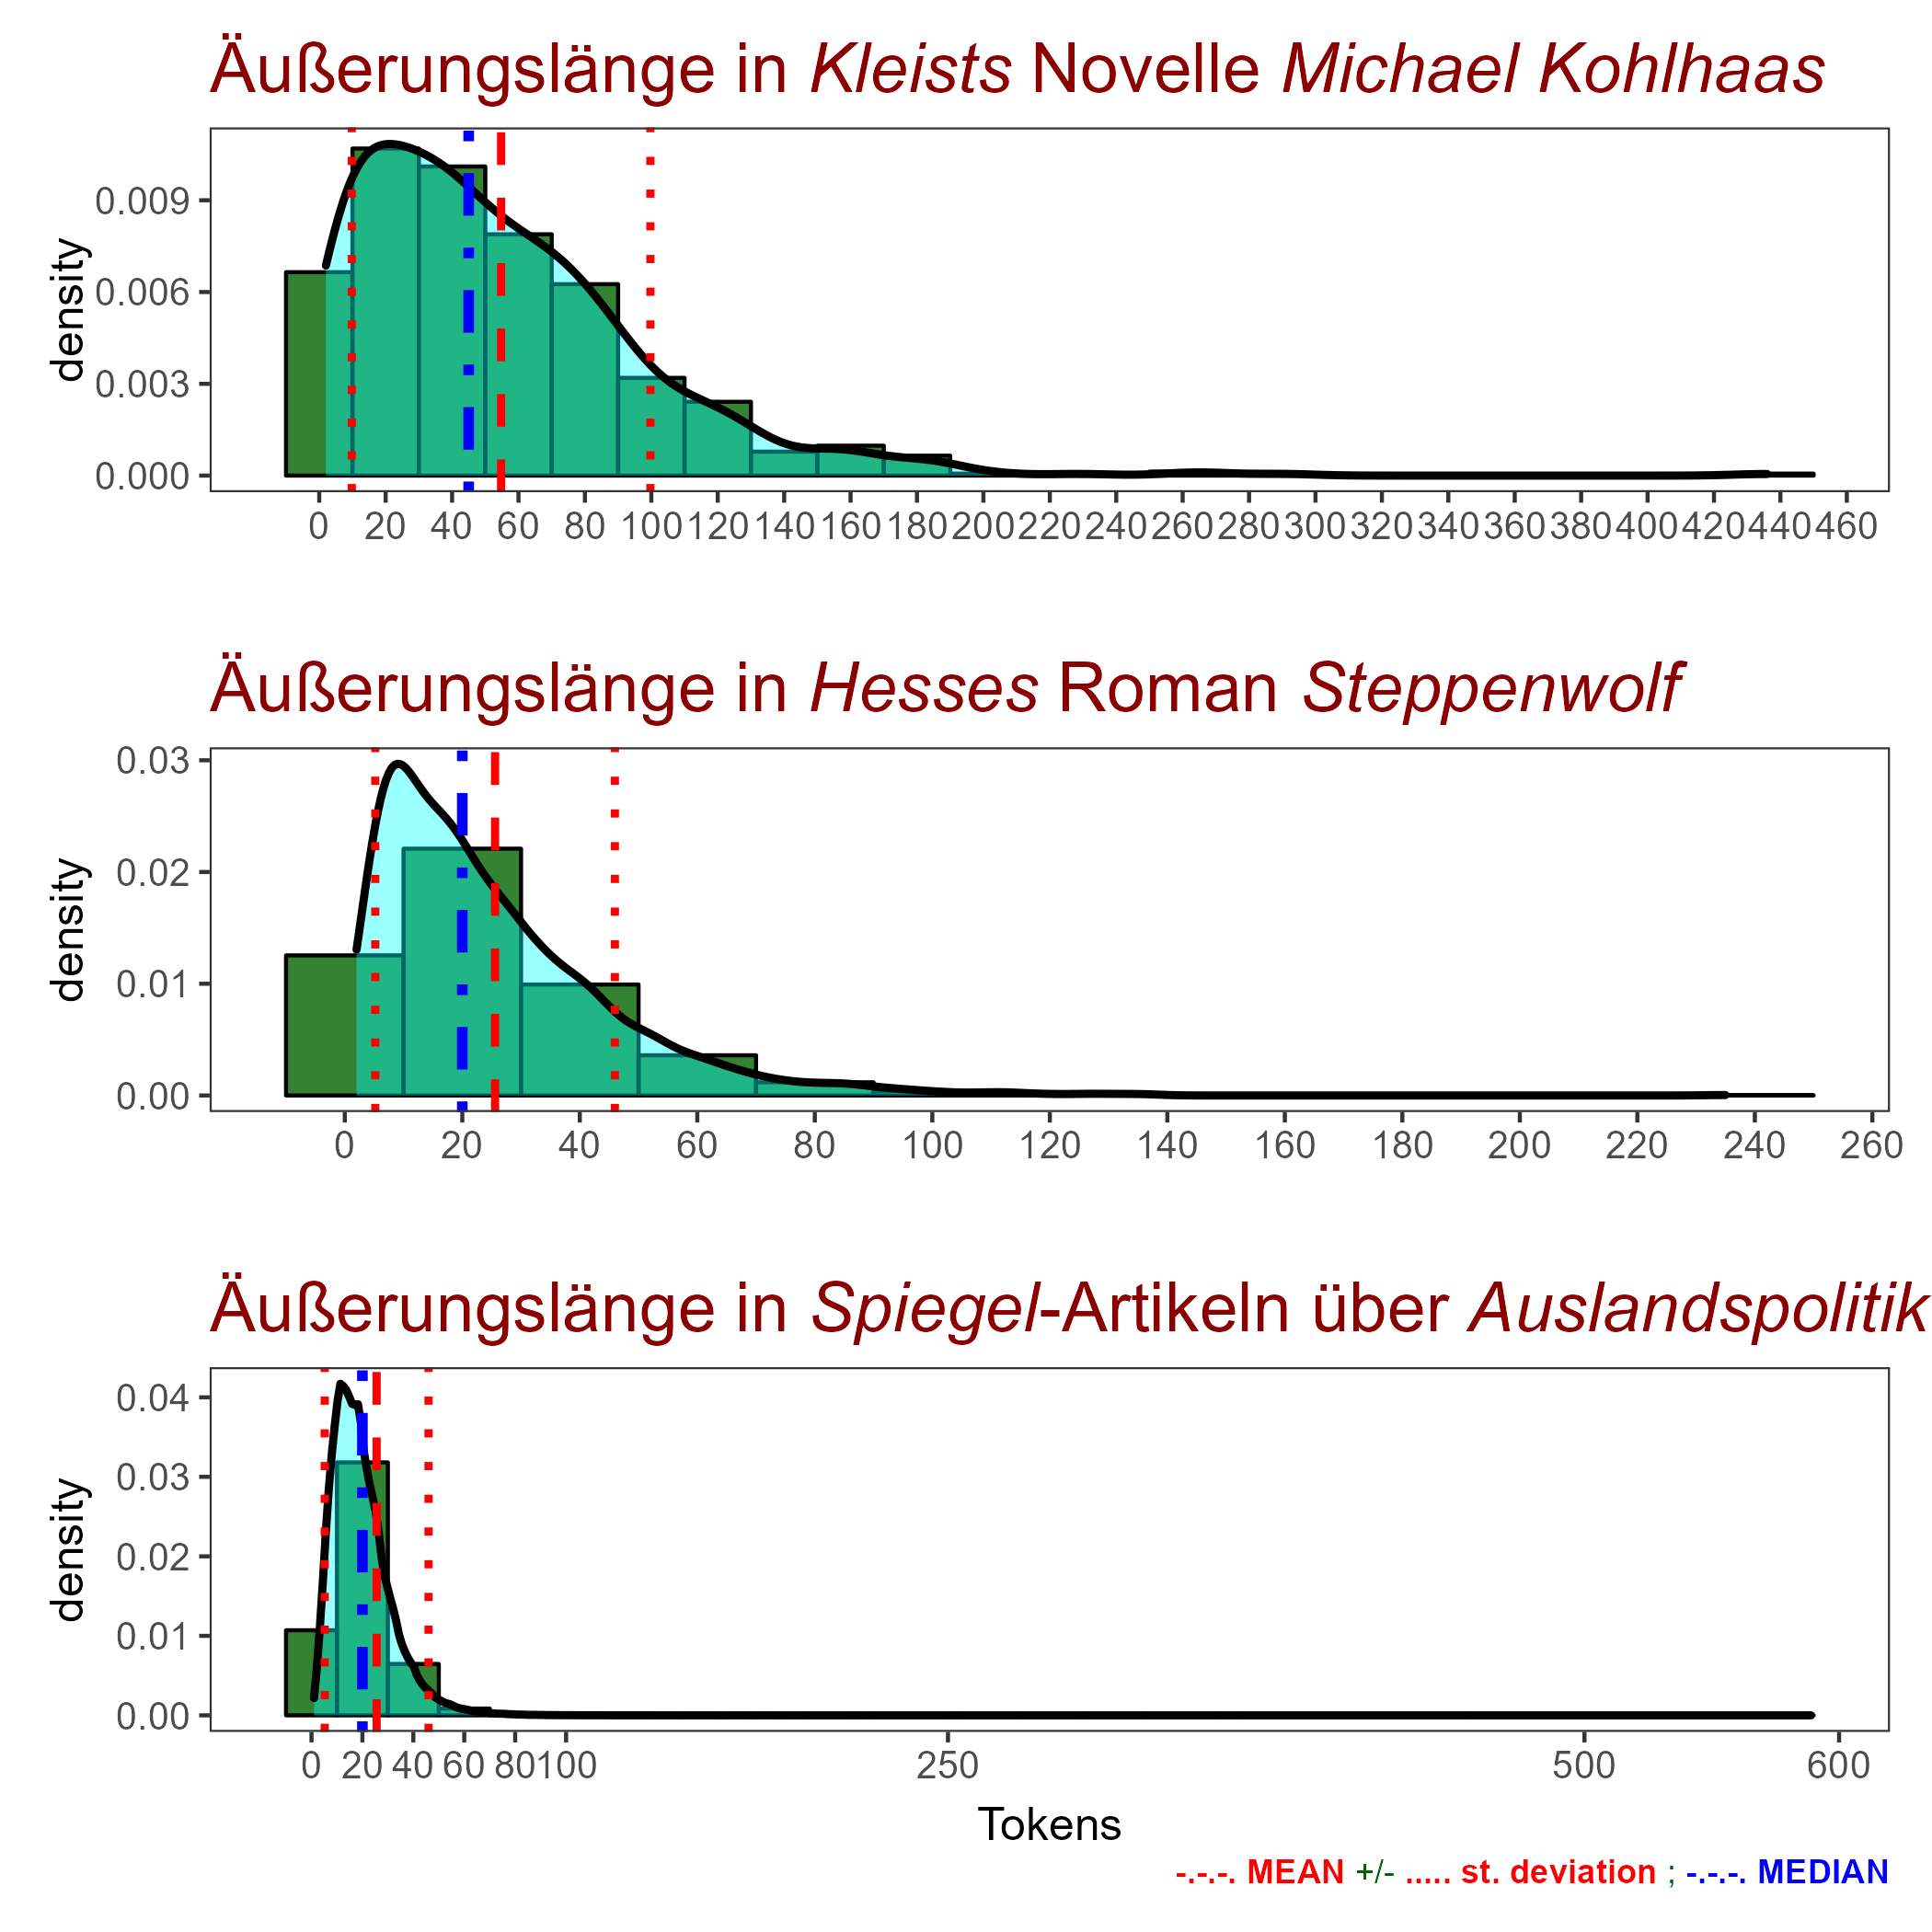 Äußerungslänge in Kleists Novelle Michael Kohlhaas
density
0.009
0.006
0.003
0.000
0 20 40 60 80 100 120 140 160 180 200 220 240 260 280 300 320 340 360 380 400 420 440 460
Äußerungslänge in Hesses Roman Steppenwolf
density
0.03
0.02
0.01
0.00
0 20 40 60 80 100 120 140 160 180 200 220 240 260
Äußerungslänge in Spiegel-Artikeln über Auslandspolitik
density
0.04
0.03
0.02
0.01
0.00
0 20 40 60 80 100 250 500 600
Tokens
-.-.-. MEAN +/- ..... st. deviation ; -.-.-. MEDIAN